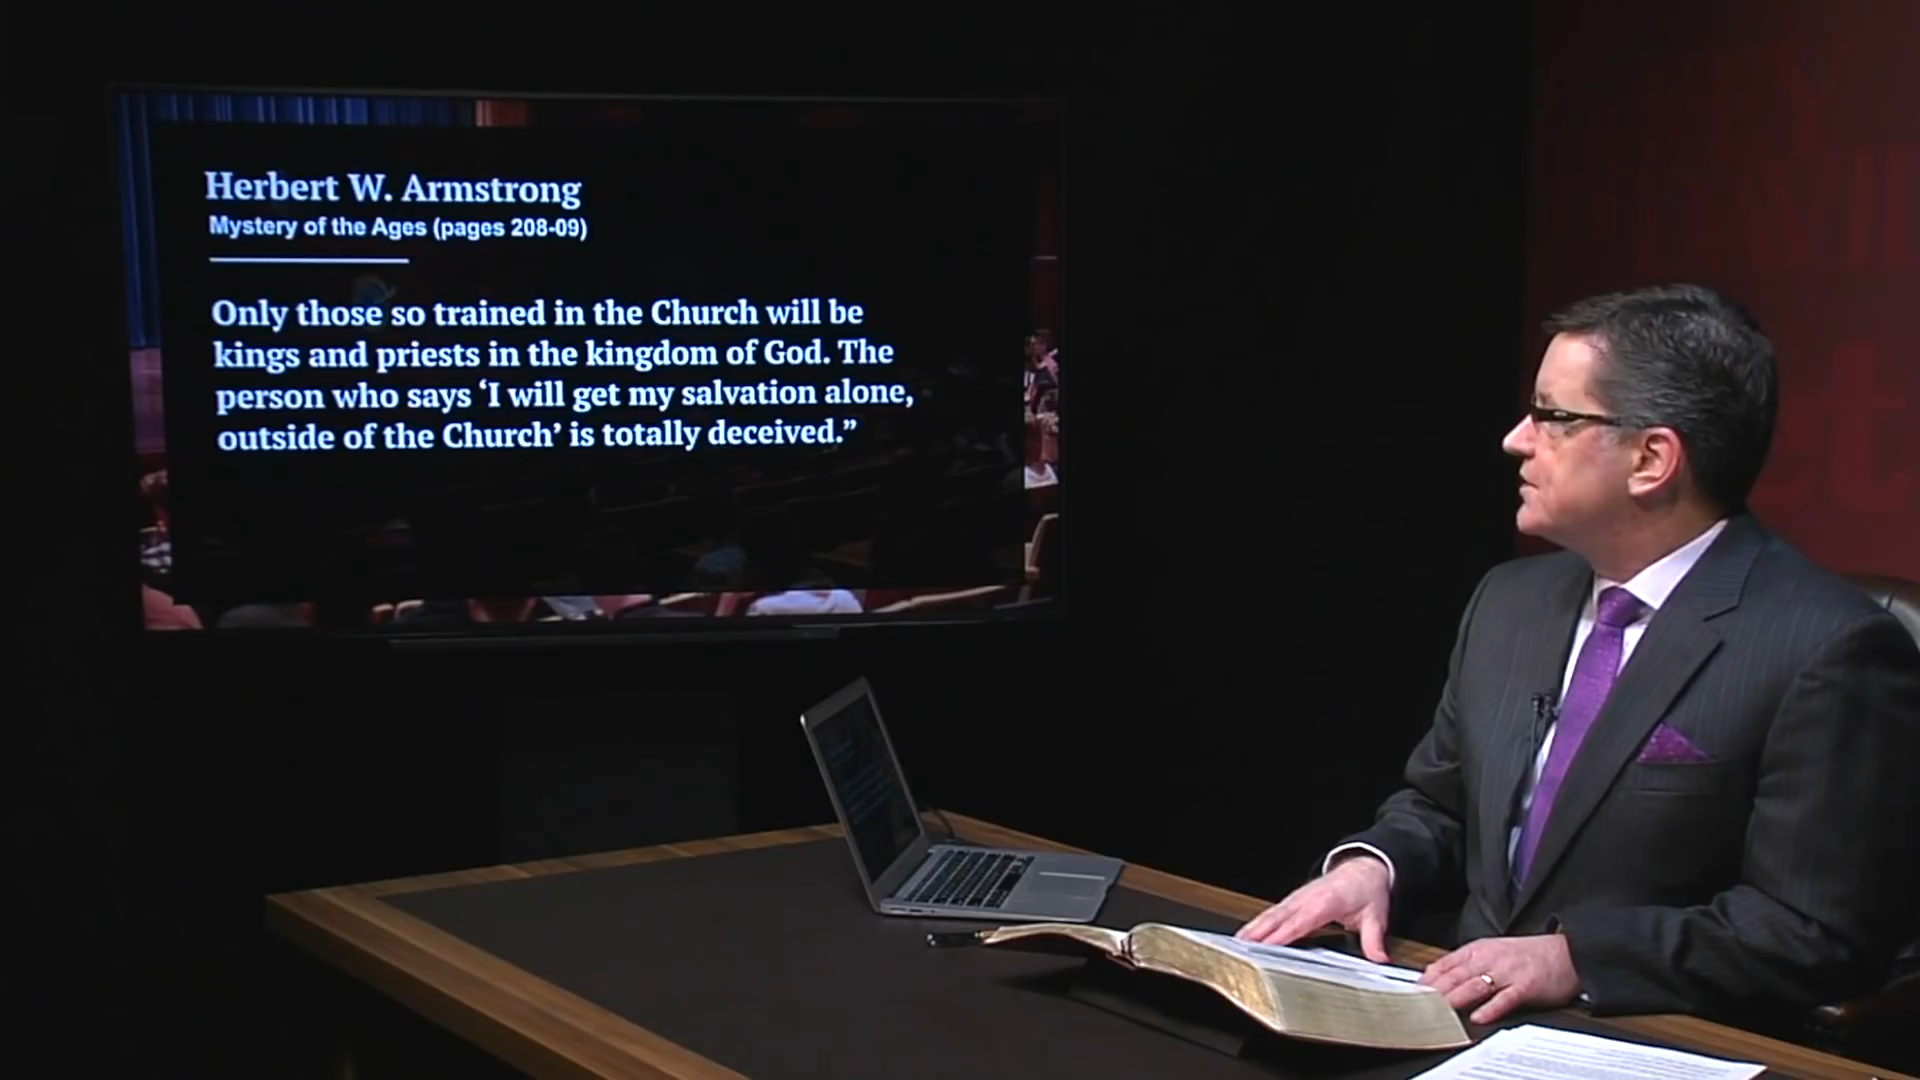 Herbert W. Armstrong
Mystery of the Ages (pages 208-09)
Only those so trained in the Church will be
kings and priests in the kingdom of God. The
person who says ‘I will get my salvation alone,
outside of the Church’ is totally deceived.”